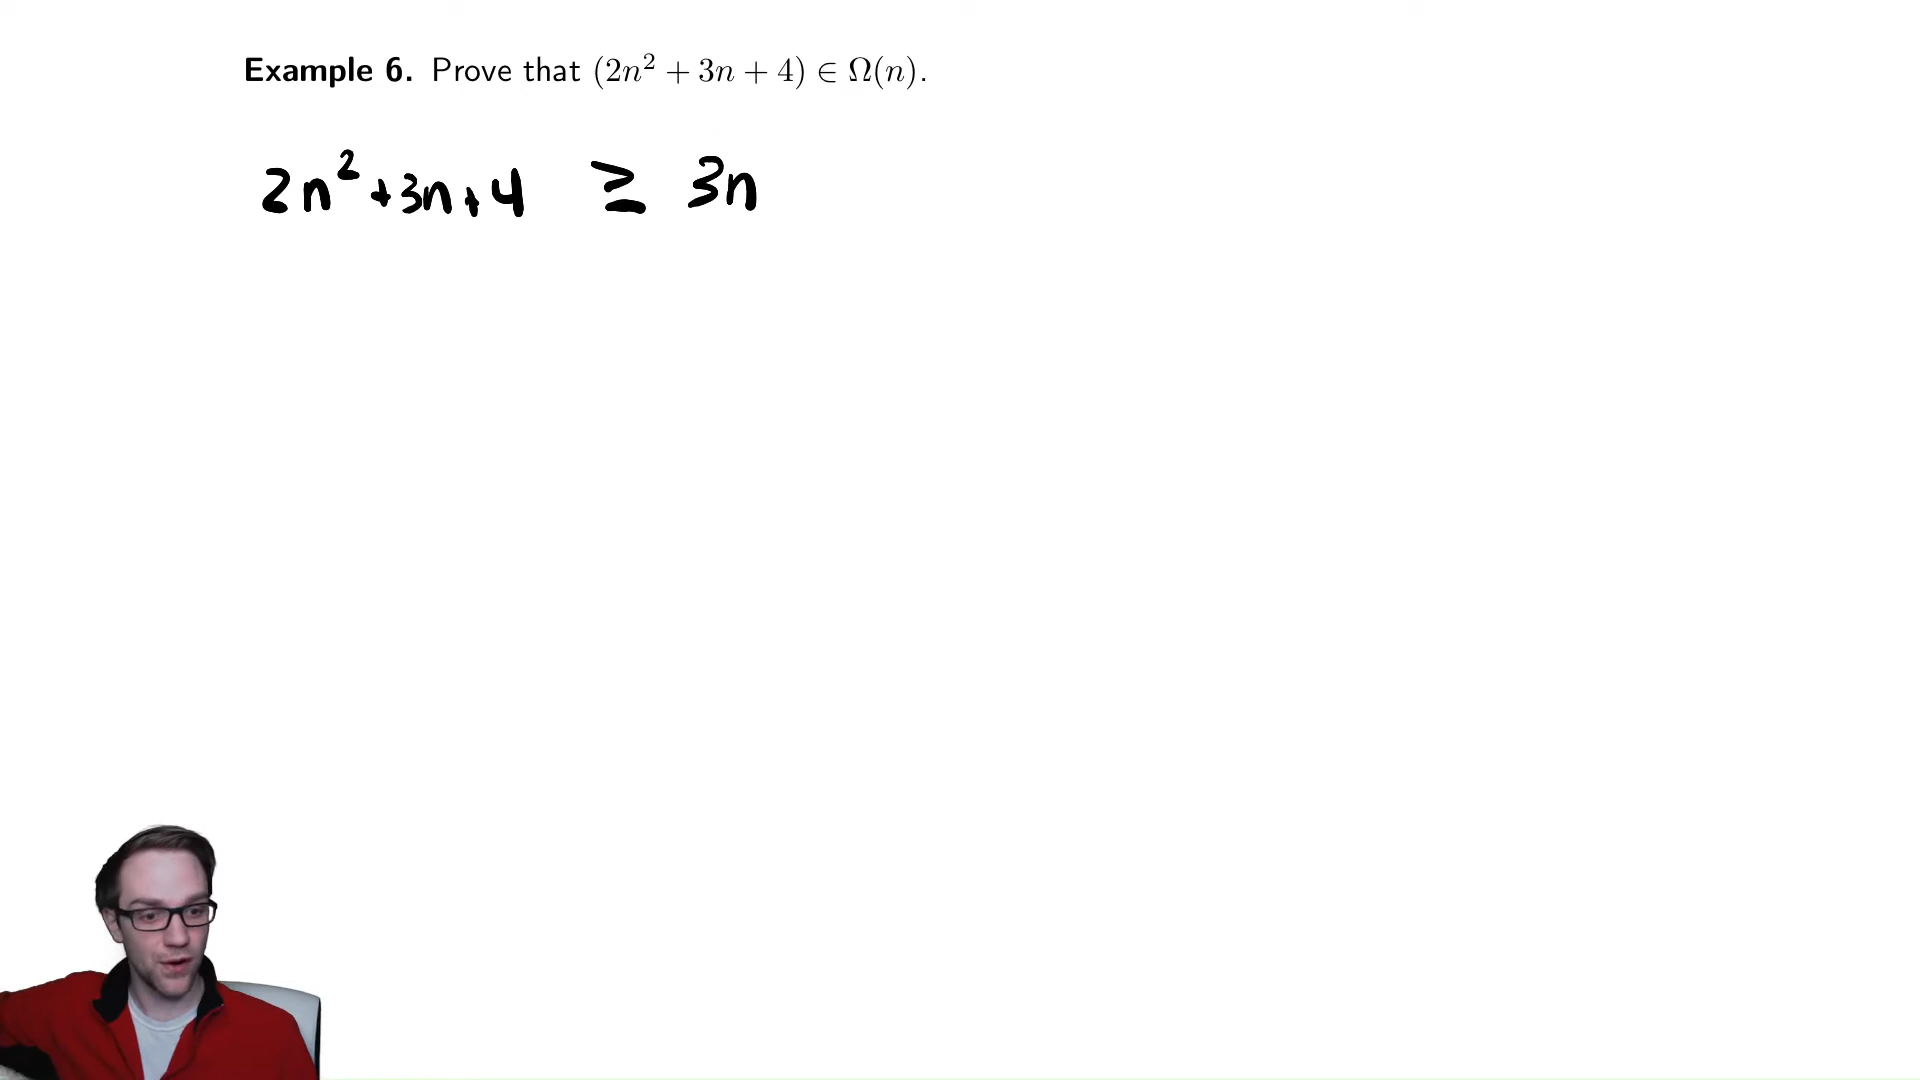 Example 6. Prove that (2n² + 3n + 4) ∈ Ω(n).
2n² + 3n + 4 ≥ 3n